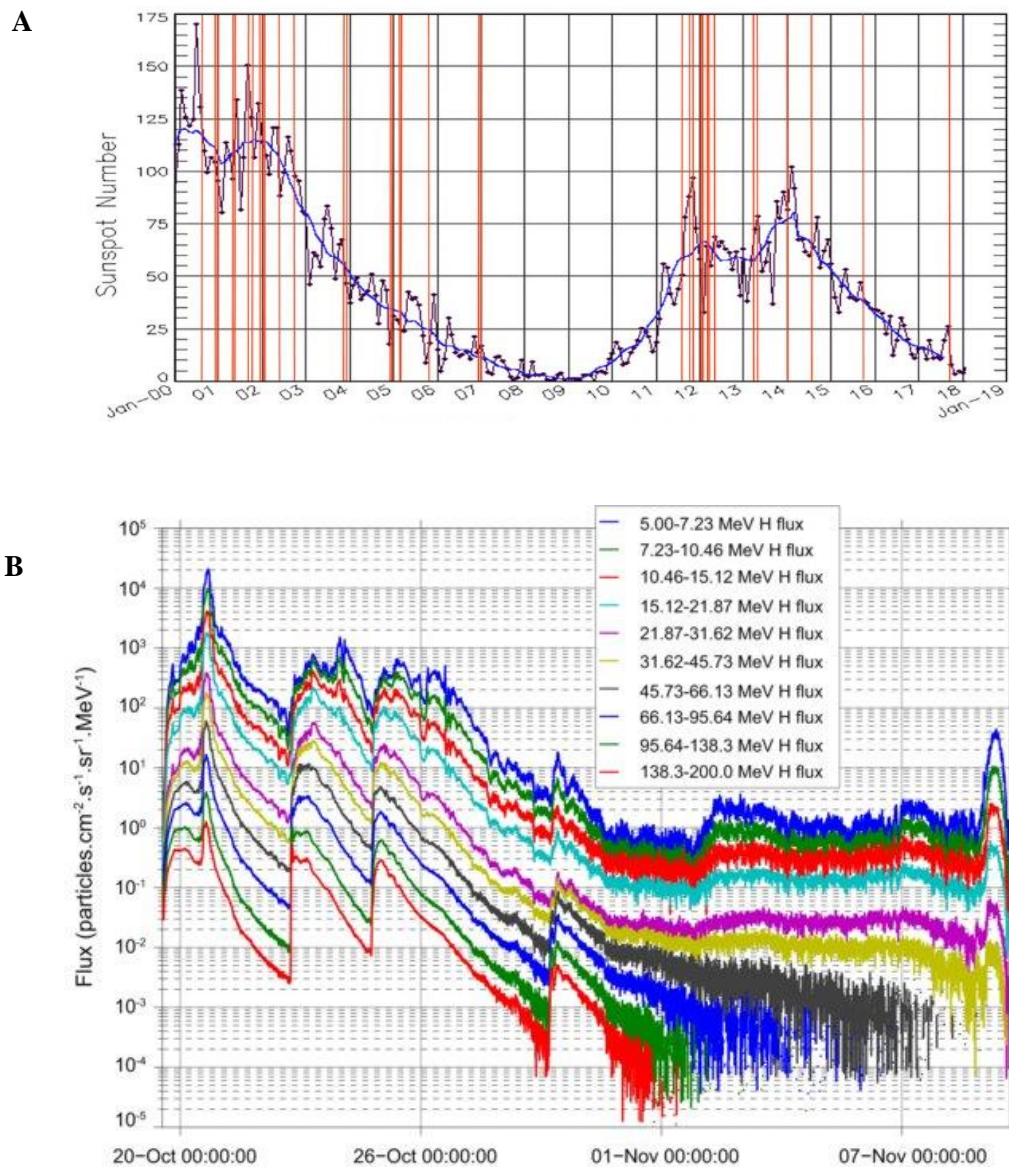 A
175
150
125
100
75
50
25
0
Sunspot Number
Jan-00 01 02 03 04 05 06 07 08 09 10 11 12 13 14 15 16 17 18 Jan-19
B
10⁵
10⁴
10³
10²
10¹
10⁰
10⁻¹
10⁻²
10⁻³
10⁻⁴
10⁻⁵
Flux (particles.cm⁻².s⁻¹.sr⁻¹.MeV⁻¹)
5.00-7.23 MeV H flux
7.23-10.46 MeV H flux
10.46-15.12 MeV H flux
15.12-21.87 MeV H flux
21.87-31.62 MeV H flux
31.62-45.73 MeV H flux
45.73-66.13 MeV H flux
66.13-95.64 MeV H flux
95.64-138.3 MeV H flux
138.3-200.0 MeV H flux
20−Oct 00:00:00 26−Oct 00:00:00 01−Nov 00:00:00 07−Nov 00:00:00